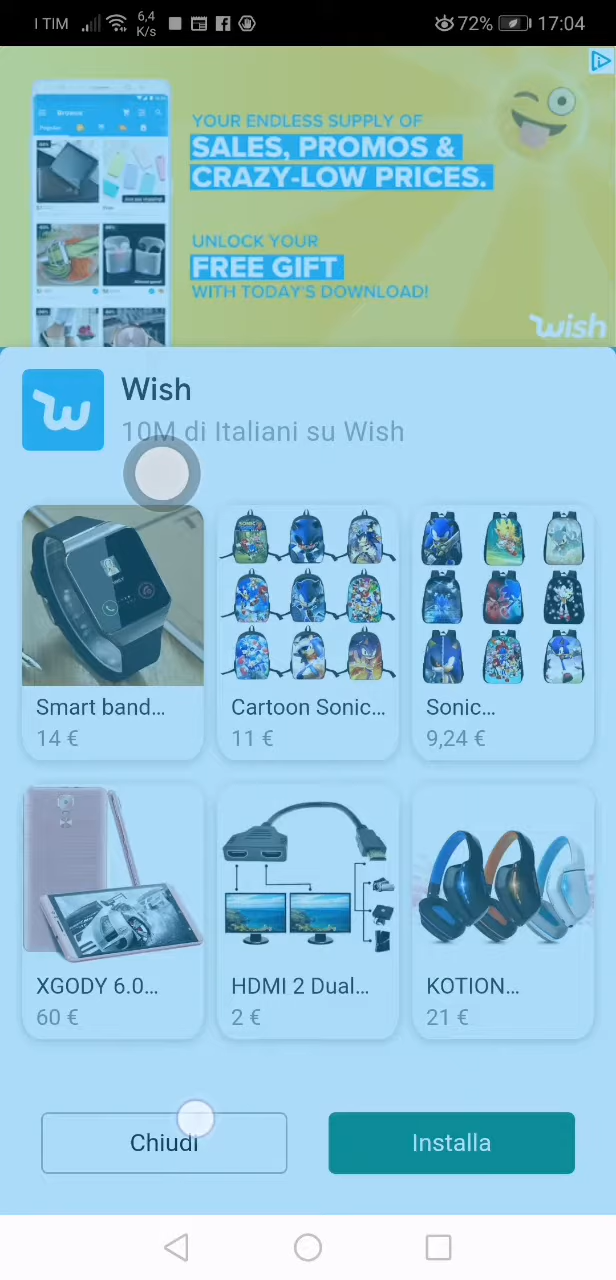 I TIM
6,4
K/s
72%
17:04
YOUR ENDLESS SUPPLY OF
SALES, PROMOS &
CRAZY-LOW PRICES.
UNLOCK YOUR
FREE GIFT
WITH TODAY'S DOWNLOAD!
Browse
wish
Wish
10M di Italiani su Wish
Smart band...
14 €
Cartoon Sonic...
11 €
Sonic...
9,24 €
XGODY 6.0...
60 €
HDMI 2 Dual...
2 €
KOTION...
21 €
Chiudi
Installa